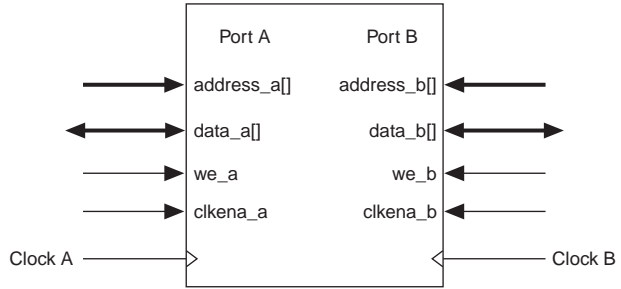 Port A Port B
address_a[] address_b[]
data_a[] data_b[]
we_a we_b
clkena_a clkena_b
Clock A Clock B